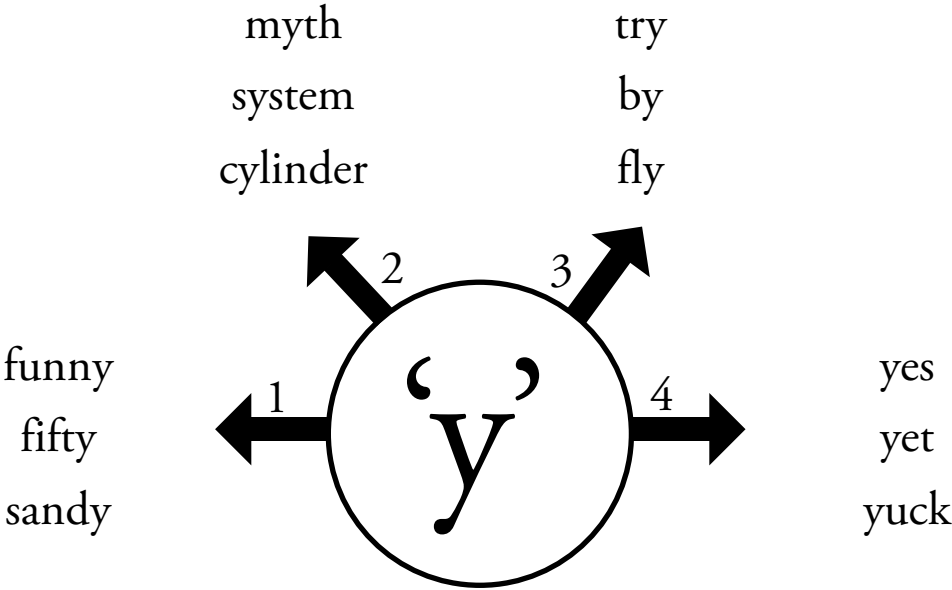 myth
system
cylinder
try
by
fly
2
3
funny
fifty
sandy
1
‘y’
4
yes
yet
yuck